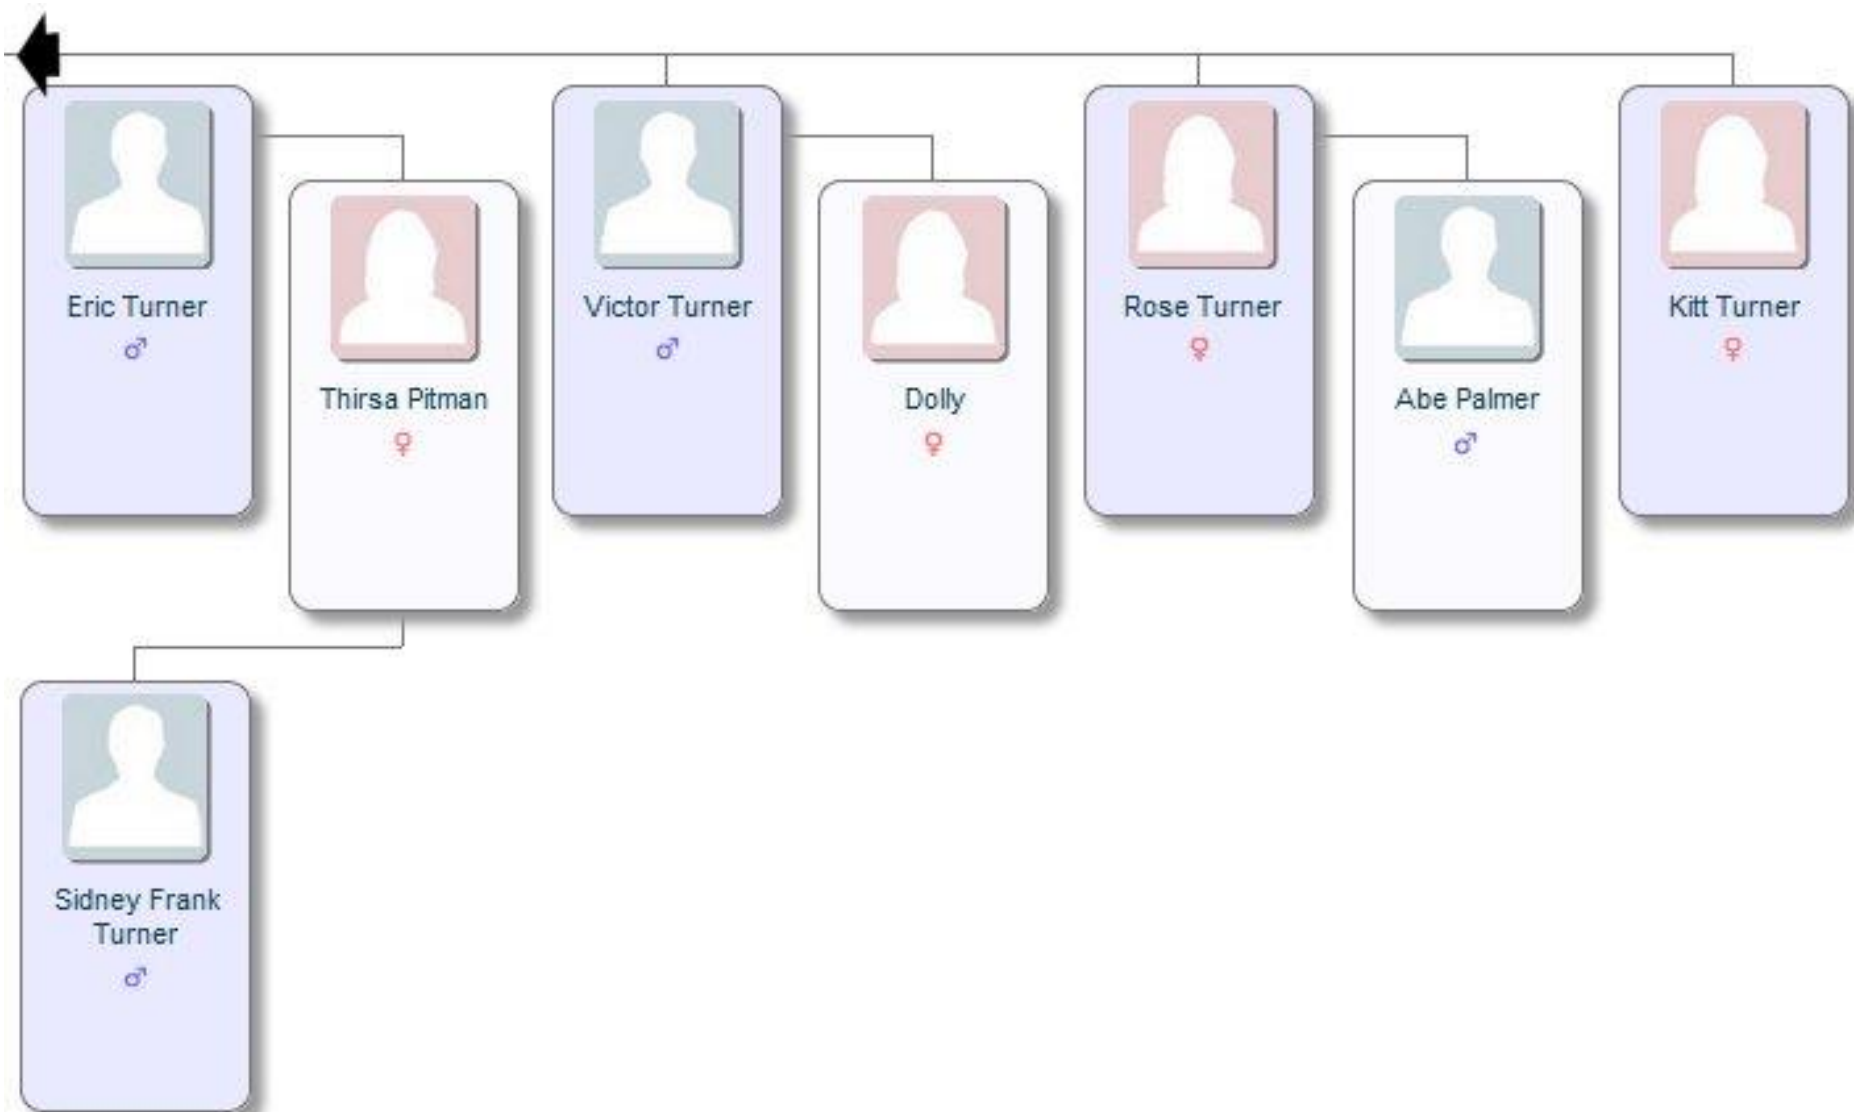 Eric Turner
♂
Thirsa Pitman
♀
Victor Turner
♂
Dolly
♀
Rose Turner
♀
Abe Palmer
♂
Kitt Turner
♀
Sidney Frank
Turner
♂